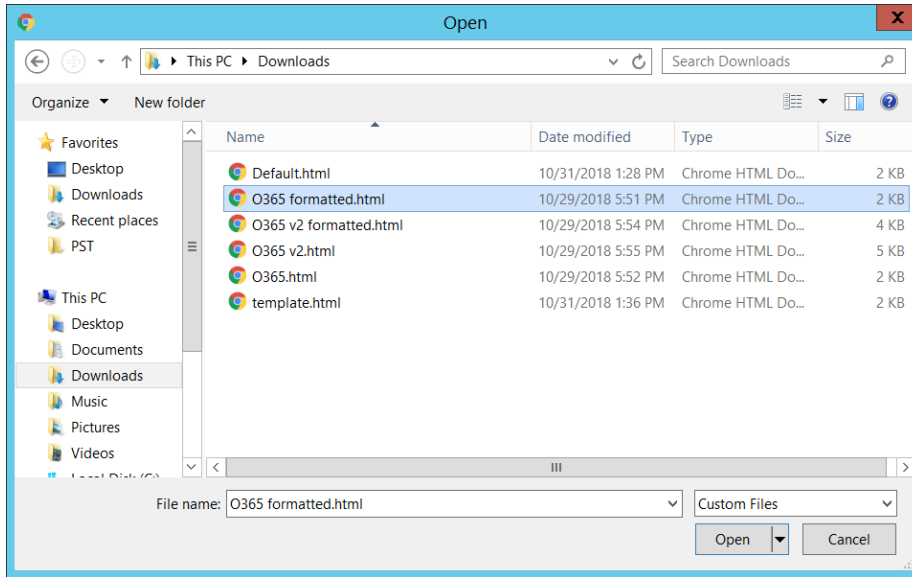 Open
This PC Downloads
Search Downloads
Organize New folder
Name Date modified Type Size
Favorites
Desktop
Downloads
Recent places
PST
This PC
Desktop
Documents
Downloads
Music
Pictures
Videos
Default.html 10/31/2018 1:28 PM Chrome HTML Do... 2 KB
O365 formatted.html 10/29/2018 5:51 PM Chrome HTML Do... 2 KB
O365 v2 formatted.html 10/29/2018 5:54 PM Chrome HTML Do... 4 KB
O365 v2.html 10/29/2018 5:55 PM Chrome HTML Do... 5 KB
O365.html 10/29/2018 5:52 PM Chrome HTML Do... 2 KB
template.html 10/31/2018 1:36 PM Chrome HTML Do... 2 KB
File name: O365 formatted.html Custom Files
Open Cancel